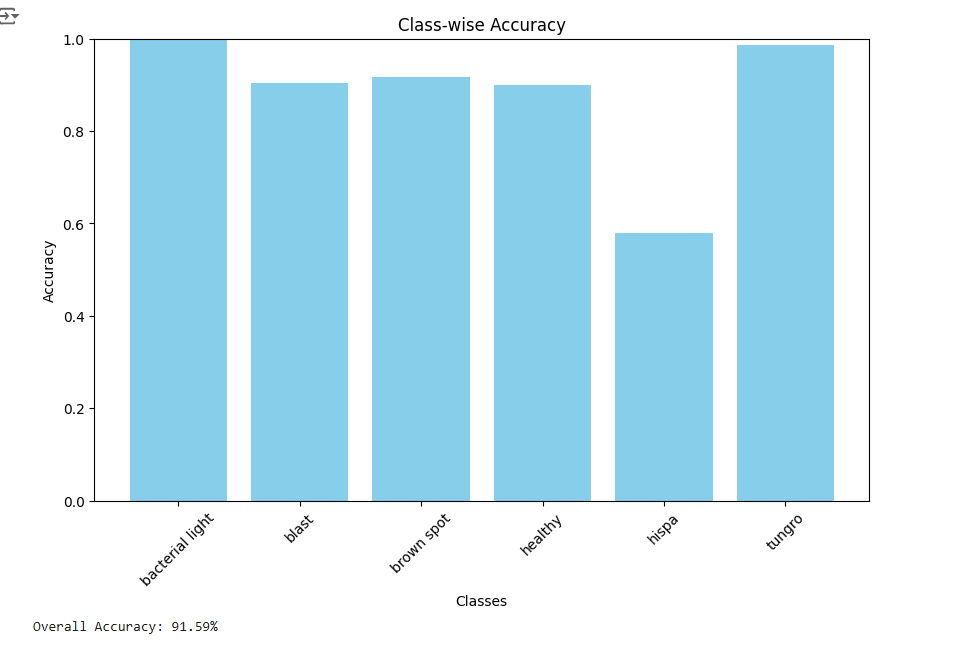 Class-wise Accuracy
1.0
0.8
0.6
0.4
0.2
0.0
Accuracy
bacterial light
blast
brown spot
healthy
hispa
tungro
Classes
Overall Accuracy: 91.59%